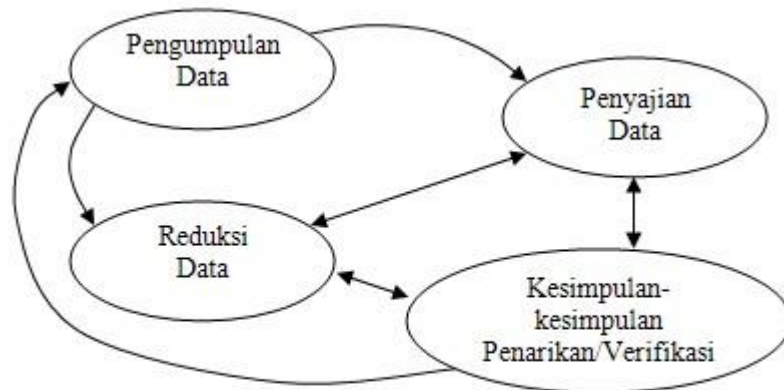 Pengumpulan
Data
Penyajian
Data
Reduksi
Data
Kesimpulan-
kesimpulan
Penarikan/Verifikasi